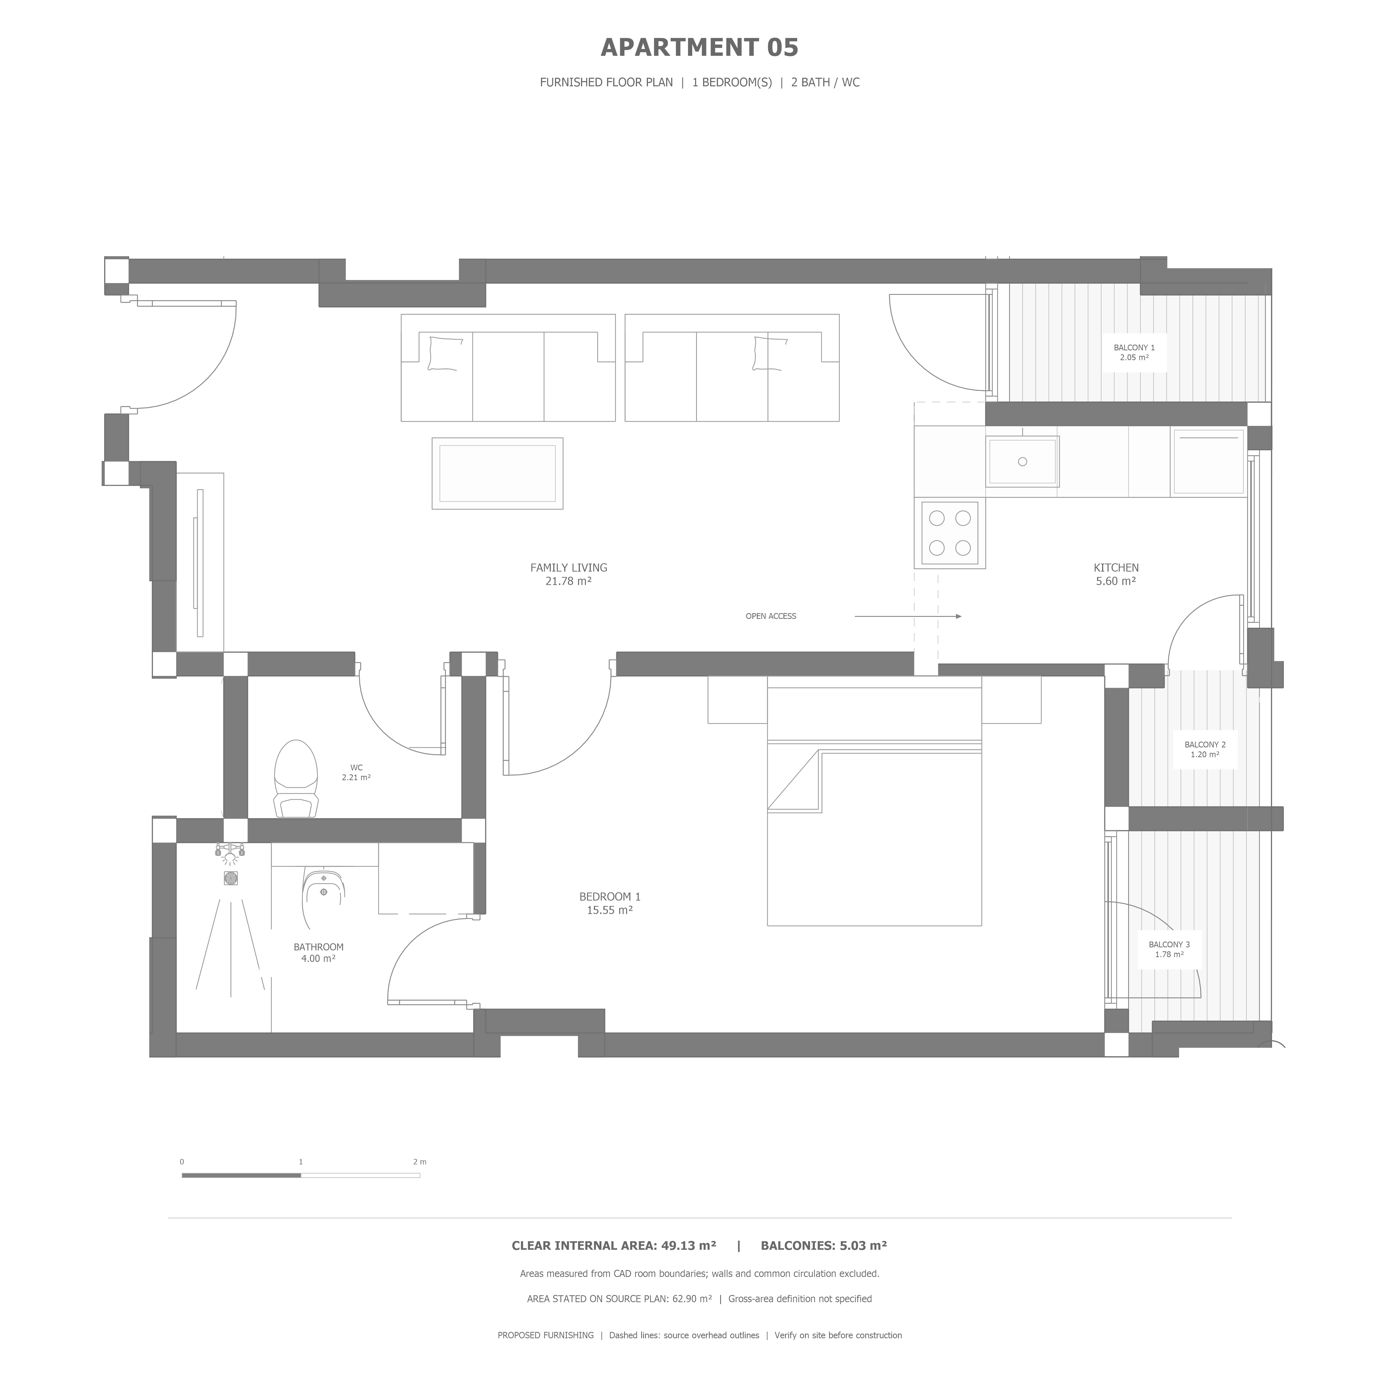 APARTMENT 05
FURNISHED FLOOR PLAN | 1 BEDROOM(S) | 2 BATH / WC
BALCONY 1
2.05 m²
FAMILY LIVING
21.78 m²
KITCHEN
5.60 m²
OPEN ACCESS
WC
2.21 m²
BALCONY 2
1.20 m²
BEDROOM 1
15.55 m²
BATHROOM
4.00 m²
BALCONY 3
1.78 m²
0 1 2 m
CLEAR INTERNAL AREA: 49.13 m² | BALCONIES: 5.03 m²
Areas measured from CAD room boundaries; walls and common circulation excluded.
AREA STATED ON SOURCE PLAN: 62.90 m² | Gross-area definition not specified
PROPOSED FURNISHING | Dashed lines: source overhead outlines | Verify on site before construction